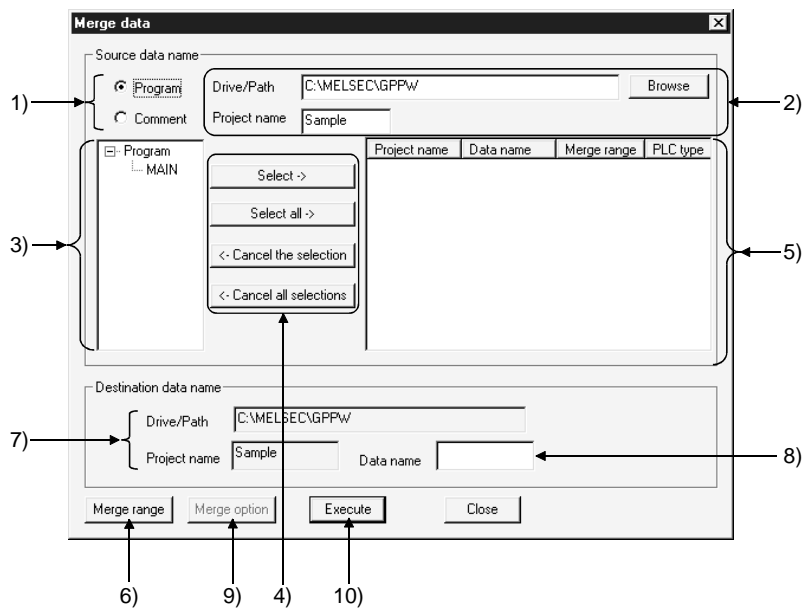 Merge data
Source data name
1)
Program
Comment
Drive/Path C:\MELSEC\GPPW Browse
Project name Sample
2)
3)
Program
MAIN
Select ->
Select all ->
<- Cancel the selection
<- Cancel all selections
Project name Data name Merge range PLC type
5)
Destination data name
7)
Drive/Path C:\MELSEC\GPPW
Project name Sample Data name
8)
Merge range Merge option Execute Close
6) 9) 4) 10)